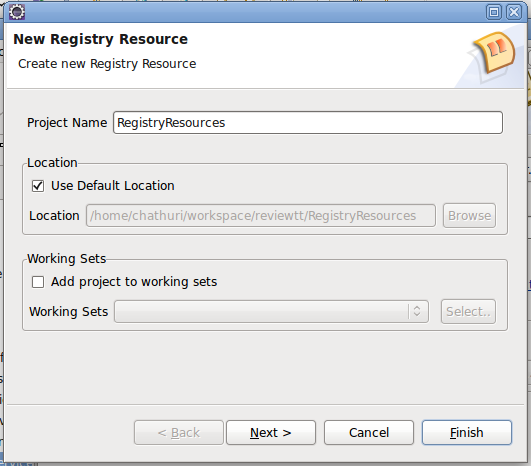 New Registry Resource
Create new Registry Resource
Project Name RegistryResources
Location
Use Default Location
Location /home/chathuri/workspace/reviewtt/RegistryResources Browse
Working Sets
Add project to working sets
Working Sets Select..
< Back Next > Cancel Finish